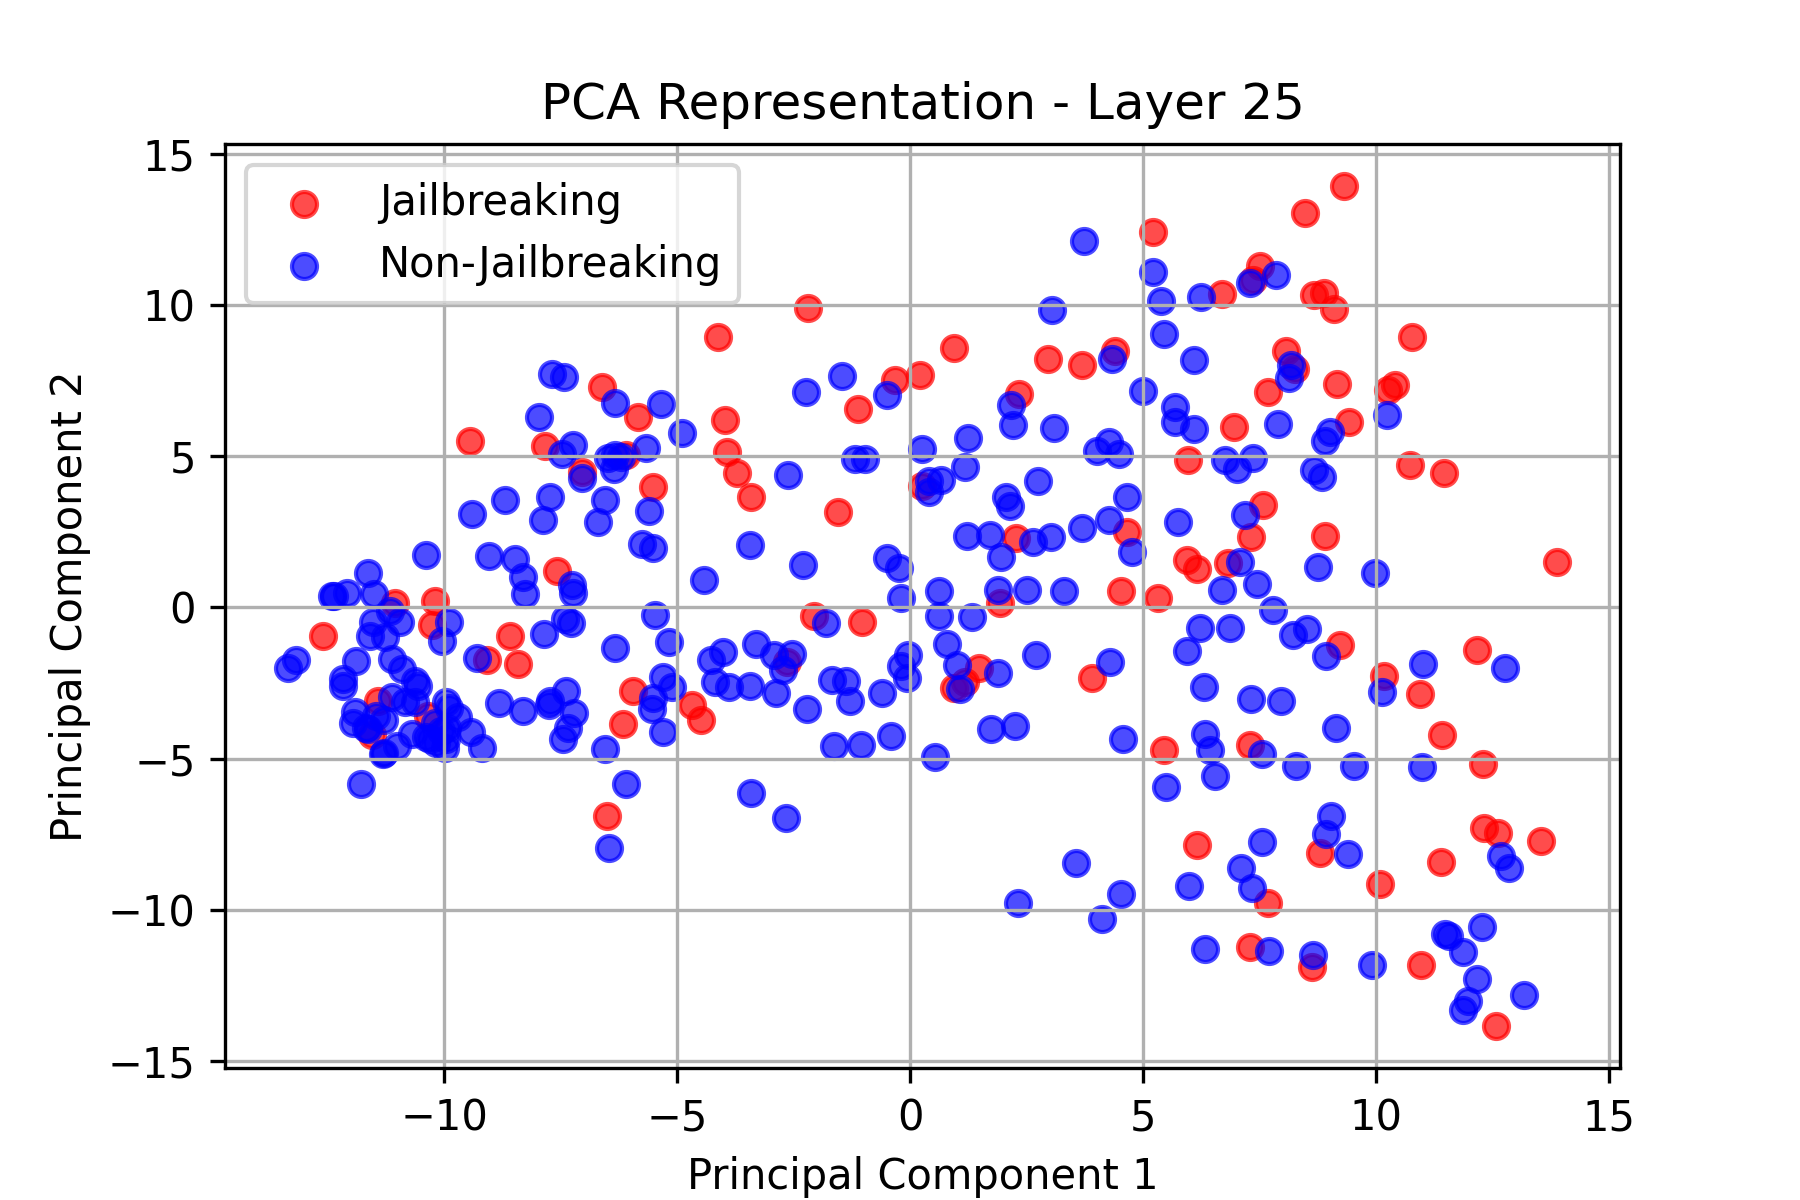 PCA Representation - Layer 25
Jailbreaking
Non-Jailbreaking
Principal Component 2
15
10
5
0
−5
−10
−15
−10
−5
0
5
10
15
Principal Component 1